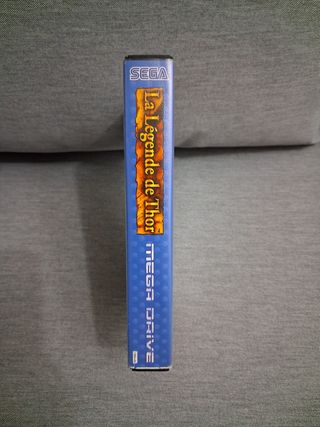 SEGA
La Légende de Thor
MEGA DRIVE